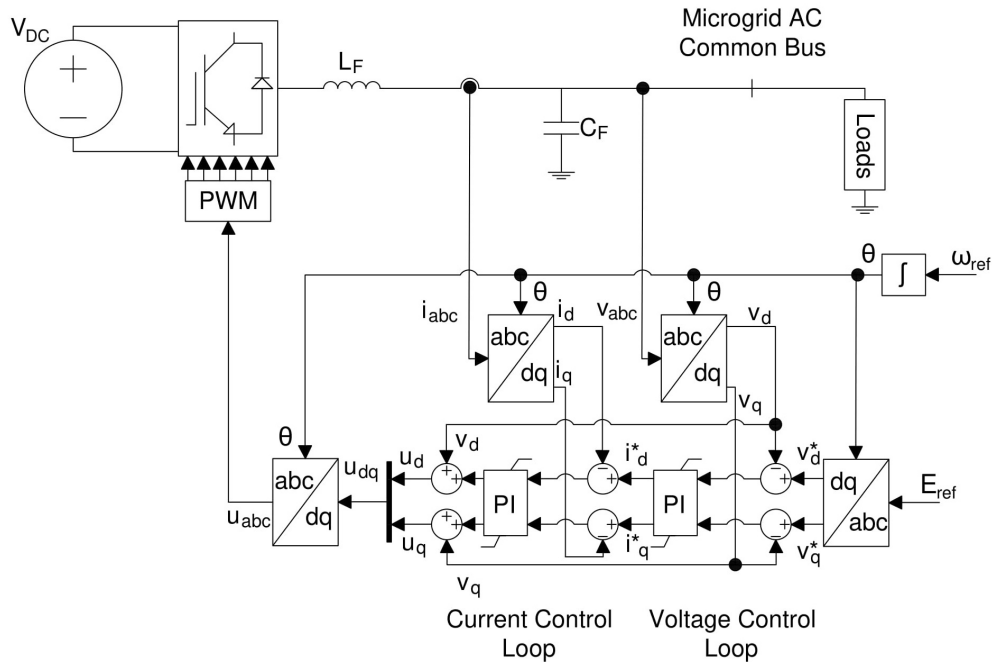 Microgrid AC
Common Bus
V_DC
L_F
C_F
Loads
PWM
θ
ω_ref
∫
θ
θ
i_abc
i_d
v_abc
v_d
abc
dq
abc
dq
i_q
v_q
θ
v_d
i*_d
v*_d
u_dq
u_d
abc
dq
u_abc
PI
PI
dq
abc
E_ref
u_q
i*_q
v*_q
v_q
Current Control
Loop
Voltage Control
Loop